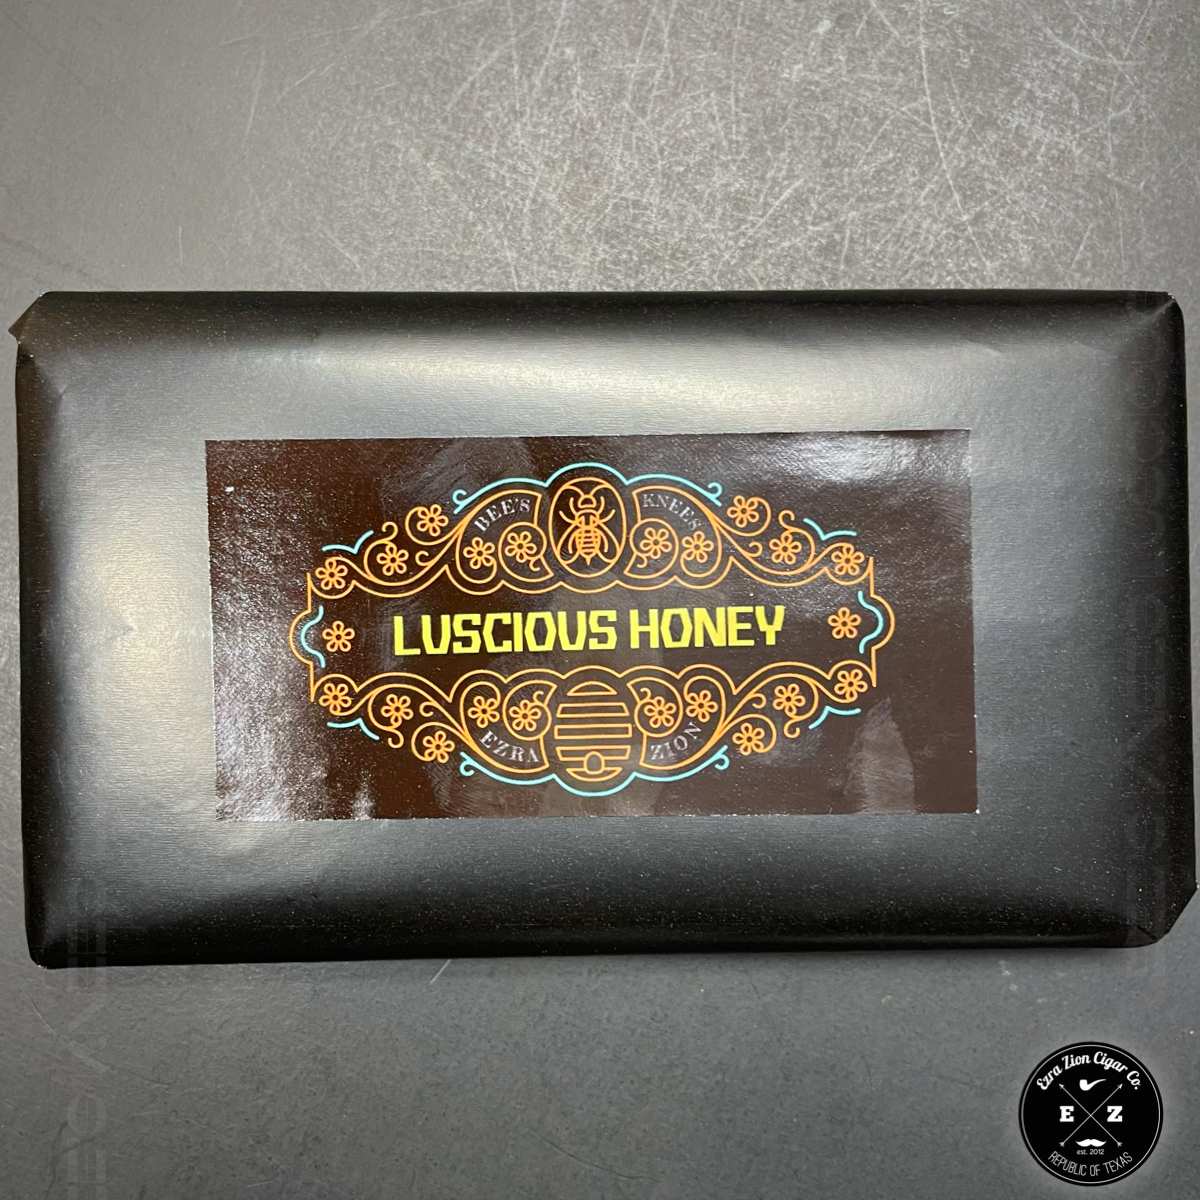 BEE'S KNEES
LUSCIOUS HONEY
EZRA ZION
Ezra Zion Cigar Co.
E Z
est. 2012
REPUBLIC OF TEXAS